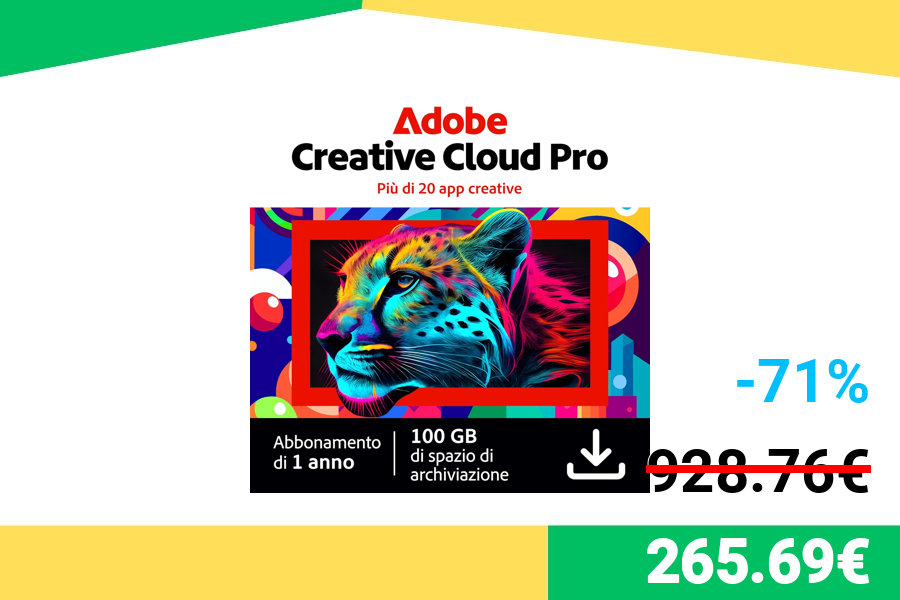 Adobe
Creative Cloud Pro
Più di 20 app creative
Abbonamento
di 1 anno
100 GB
di spazio di
archiviazione
-71%
928.76€
265.69€